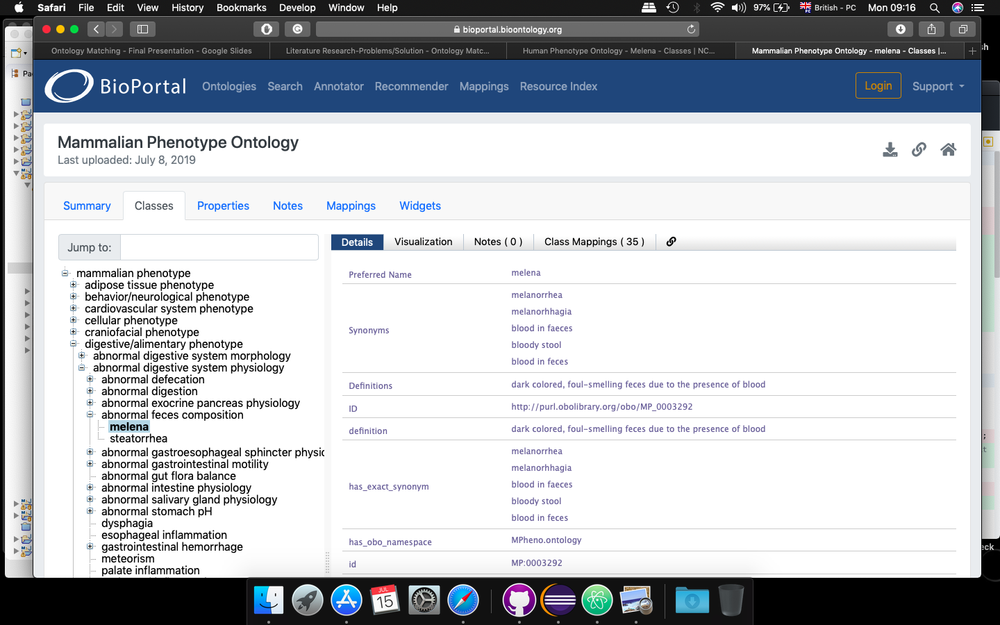 Safari File Edit View History Bookmarks Develop Window Help 97% British - PC Mon 09:16
bioportal.bioontology.org
Ontology Matching - Final Presentation - Google Slides
Literature Research-Problems/Solution - Ontology Matc...
Human Phenotype Ontology - Melena - Classes | NC...
Mammalian Phenotype Ontology - melena - Classes |...
BioPortal Ontologies Search Annotator Recommender Mappings Resource Index Login Support
Mammalian Phenotype Ontology
Last uploaded: July 8, 2019
Summary Classes Properties Notes Mappings Widgets
Jump to:
mammalian phenotype
adipose tissue phenotype
behavior/neurological phenotype
cardiovascular system phenotype
cellular phenotype
craniofacial phenotype
digestive/alimentary phenotype
abnormal digestive system morphology
abnormal digestive system physiology
abnormal defecation
abnormal digestion
abnormal exocrine pancreas physiology
abnormal feces composition
melena
steatorrhea
abnormal gastroesophageal sphincter physic
abnormal gastrointestinal motility
abnormal gut flora balance
abnormal intestine physiology
abnormal salivary gland physiology
abnormal stomach pH
dysphagia
esophageal inflammation
gastrointestinal hemorrhage
meteorism
palate inflammation
Details Visualization Notes ( 0 ) Class Mappings ( 35 )
Preferred Name melena
Synonyms
melanorrhea
melanorhhagia
blood in faeces
bloody stool
blood in feces
Definitions dark colored, foul-smelling feces due to the presence of blood
ID http://purl.obolibrary.org/obo/MP_0003292
definition dark colored, foul-smelling feces due to the presence of blood
has_exact_synonym
melanorrhea
melanorhhagia
blood in faeces
bloody stool
blood in feces
has_obo_namespace MPheno.ontology
id MP:0003292
JUL
15